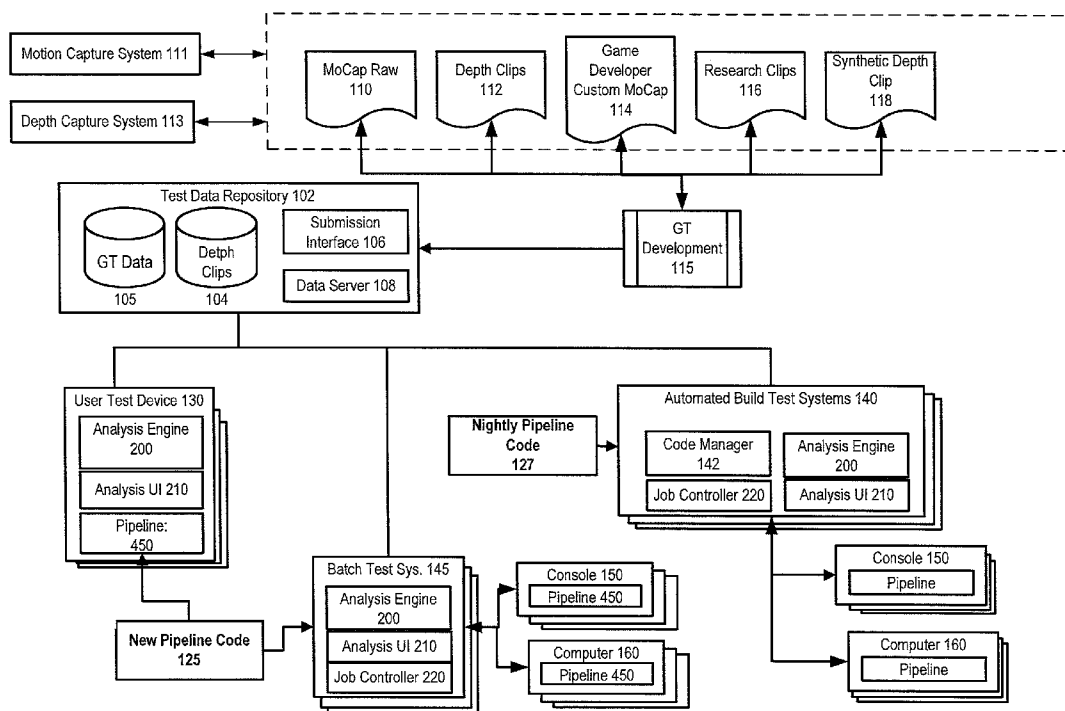 Motion Capture System 111
Depth Capture System 113
MoCap Raw
110
Depth Clips
112
Game
Developer
Custom MoCap
114
Research Clips
116
Synthetic Depth
Clip
118
Test Data Repository 102
GT Data
105
Detph
Clips
104
Submission
Interface 106
Data Server 108
GT
Development
115
User Test Device 130
Analysis Engine
200
Analysis UI 210
Pipeline:
450
New Pipeline Code
125
Batch Test Sys. 145
Analysis Engine
200
Analysis UI 210
Job Controller 220
Console 150
Pipeline 450
Computer 160
Pipeline 450
Nightly Pipeline
Code
127
Automated Build Test Systems 140
Code Manager
142
Analysis Engine
200
Job Controller 220
Analysis UI 210
Console 150
Pipeline
Computer 160
Pipeline